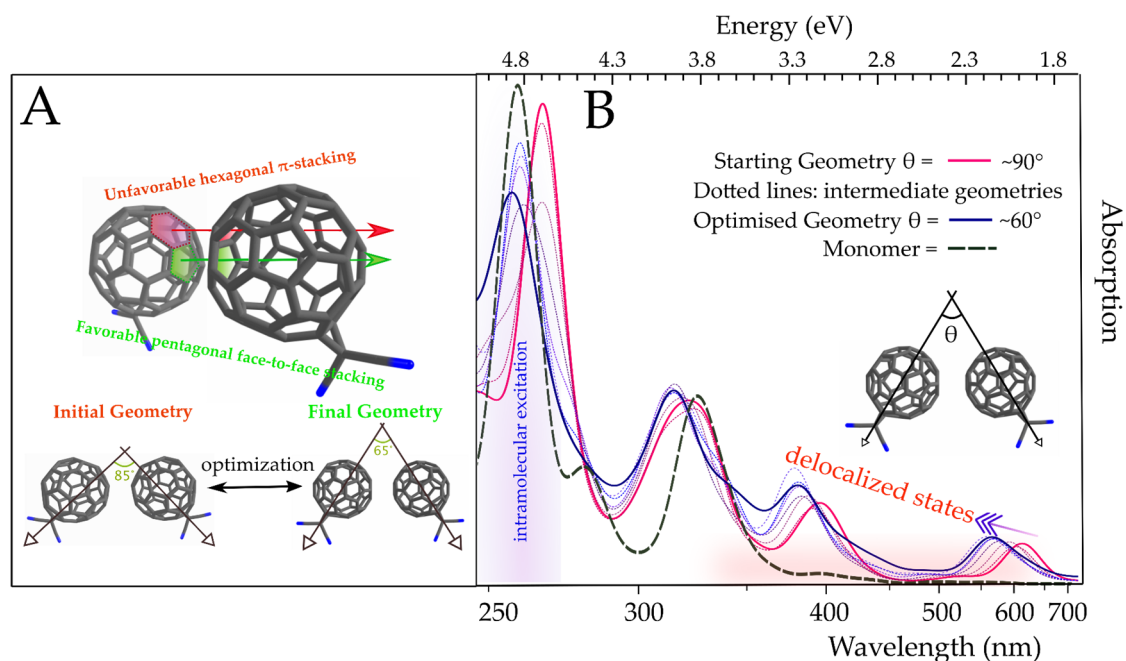 A
Unfavorable hexagonal π-stacking
Favorable pentagonal face-to-face stacking
Initial Geometry
Final Geometry
85°
optimization
65°
Energy (eV)
4.8 4.3 3.8 3.3 2.8 2.3 1.8
B
Starting Geometry θ = ~90°
Dotted lines: intermediate geometries
Optimised Geometry θ = ~60°
Monomer =
θ
Absorption
intramolecular excitation
delocalized states
250 300 400 500 600 700
Wavelength (nm)